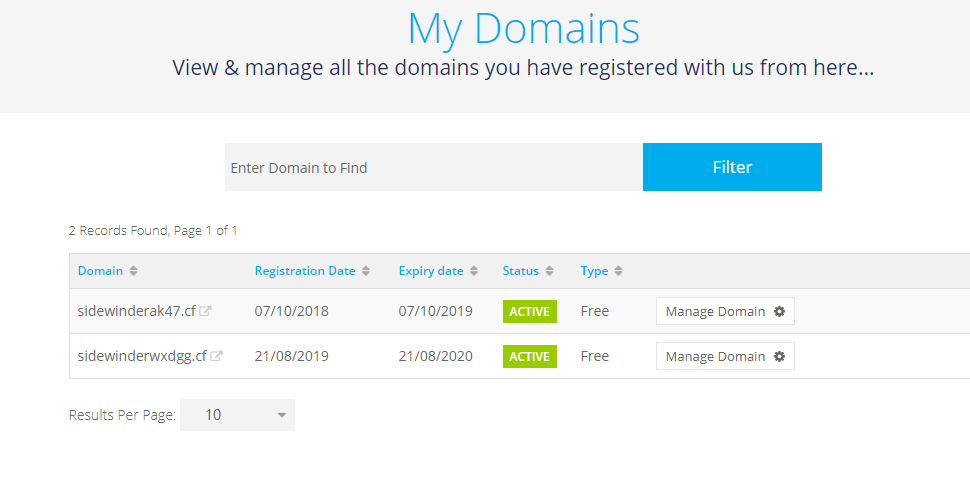 My Domains
View & manage all the domains you have registered with us from here...
Enter Domain to Find Filter
2 Records Found, Page 1 of 1
Domain Registration Date Expiry date Status Type
sidewinderak47.cf 07/10/2018 07/10/2019 ACTIVE Free Manage Domain
sidewinderwxdgg.cf 21/08/2019 21/08/2020 ACTIVE Free Manage Domain
Results Per Page: 10